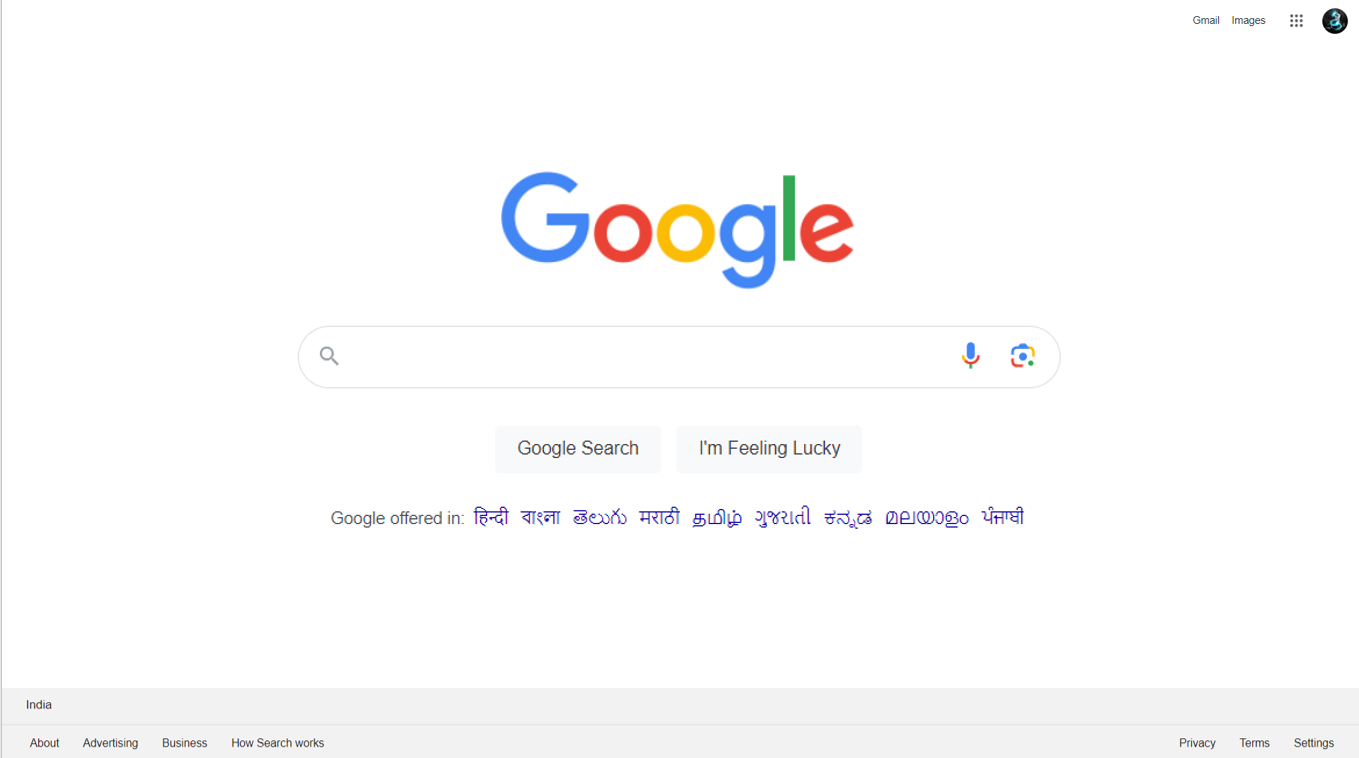 Gmail Images
Google
Google Search I'm Feeling Lucky
Google offered in: हिन्दी বাংলা తెలుగు मराठी தமிழ் ગુજરાતી ಕನ್ನಡ മലയാളം ਪੰਜਾਬੀ
India
About Advertising Business How Search works Privacy Terms Settings